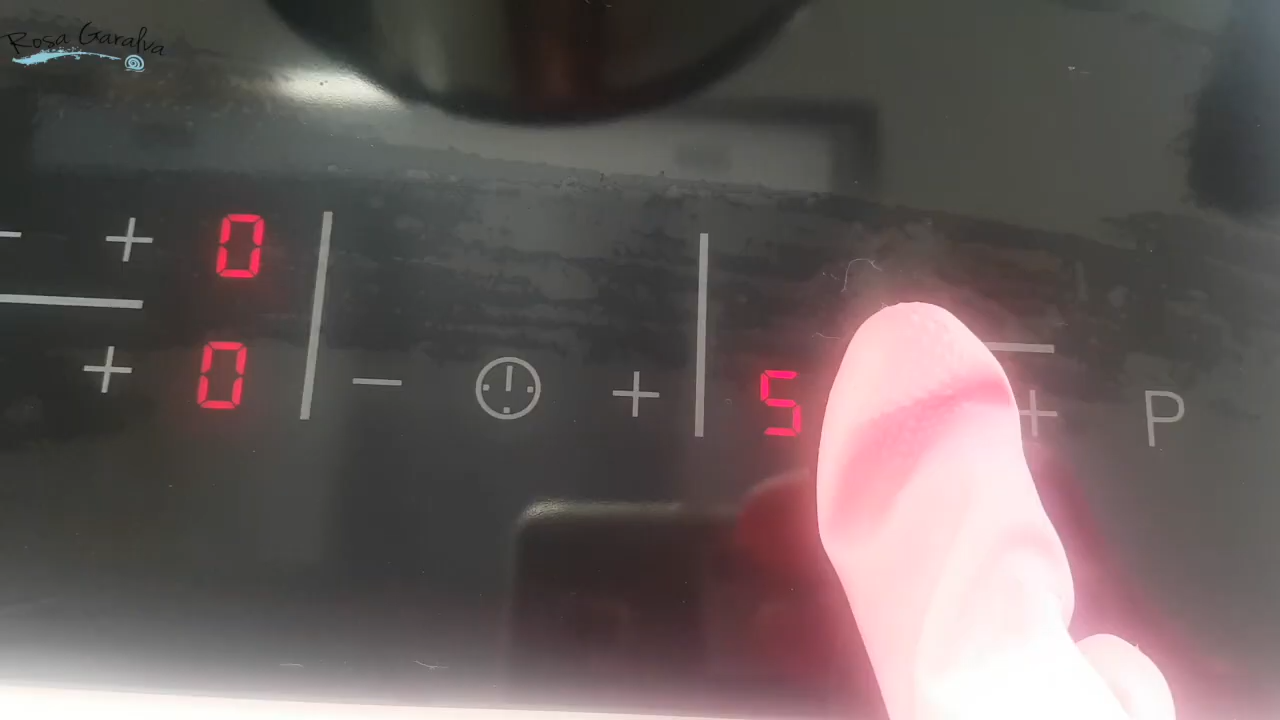 Rosa Garalva
- + 0
+ 0
- +
5
- + P